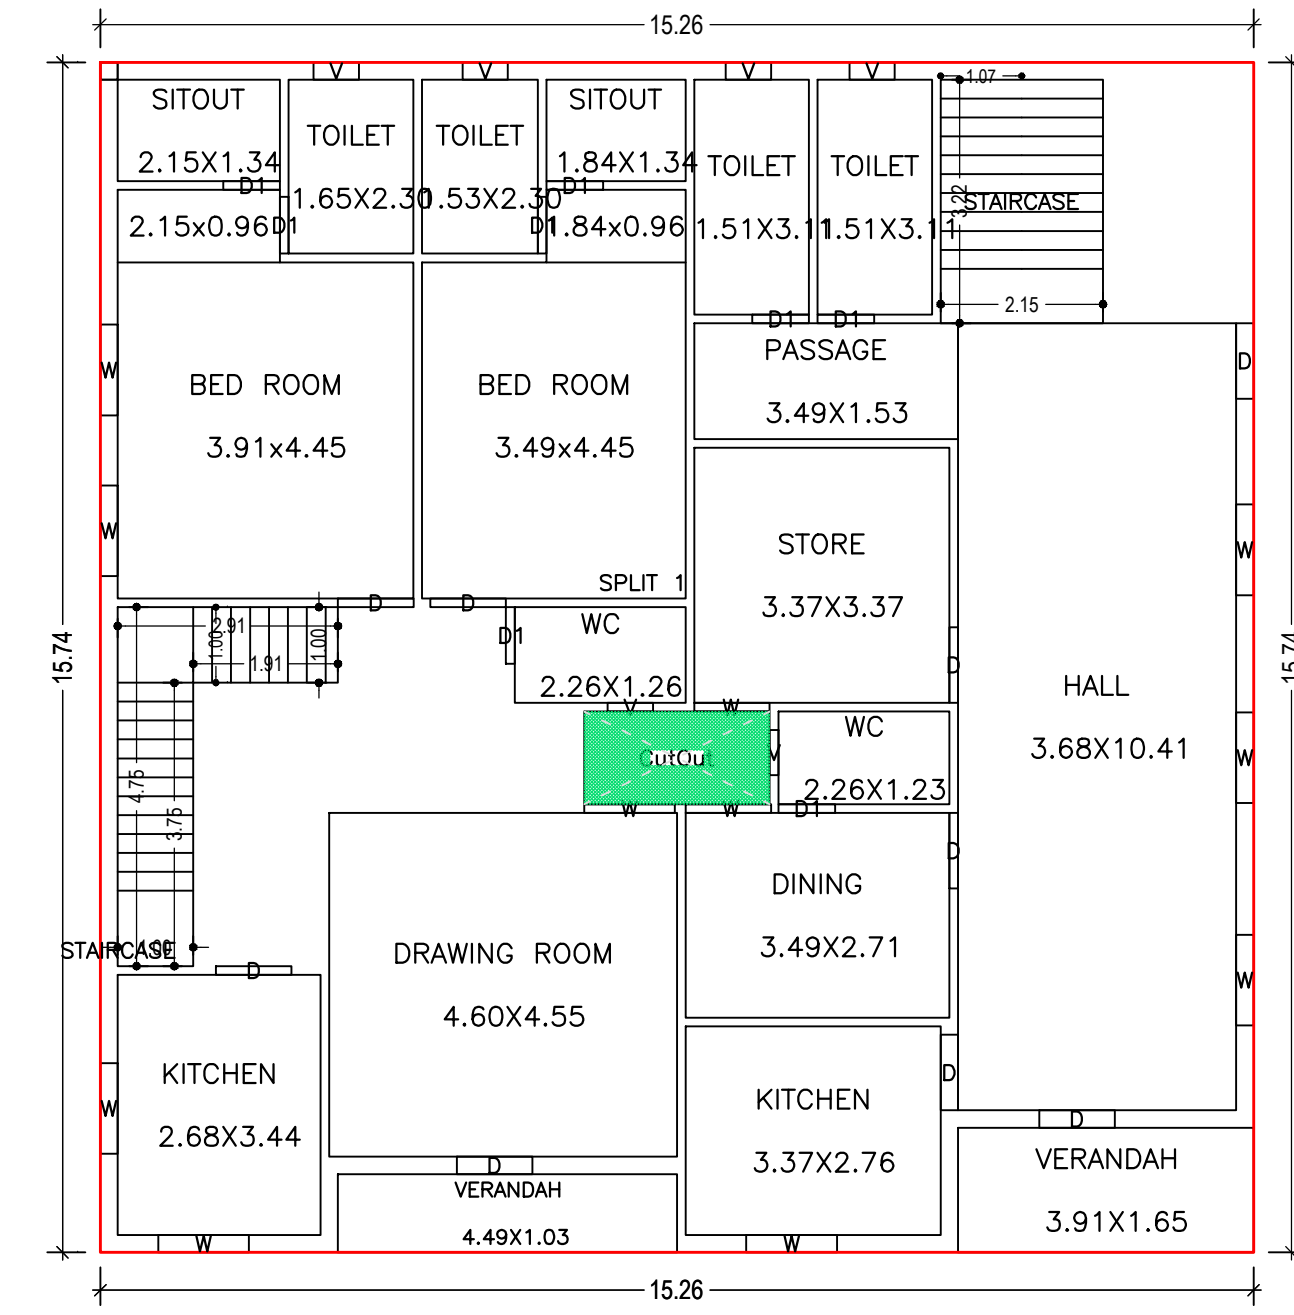 15.26
V
V
V
V
1.07
SITOUT
SITOUT
TOILET
TOILET
2.15X1.34
1.84X1.34
TOILET
TOILET
D1
D1
1.65X2.30
1.53X2.30
3.22
STAIRCASE
2.15x0.96
D1
D1
1.84x0.96
1.51X3.11
1.51X3.11
2.15
D1
D1
PASSAGE
D
W
BED ROOM
BED ROOM
3.49X1.53
3.91x4.45
3.49x4.45
W
STORE
W
SPLIT 1
D
D
3.37X3.37
2.91
WC
1.00
1.00
D1
15.74
15.74
1.91
D
2.26X1.26
HALL
V
W
WC
3.68X10.41
CutOut
V
W
4.75
2.26X1.23
3.75
W
W
D1
D
DINING
STAIRCASE
1.00
DRAWING ROOM
3.49X2.71
D
W
4.60X4.55
KITCHEN
D
KITCHEN
W
D
2.68X3.44
3.37X2.76
D
VERANDAH
VERANDAH
4.49X1.03
3.91X1.65
W
W
15.26